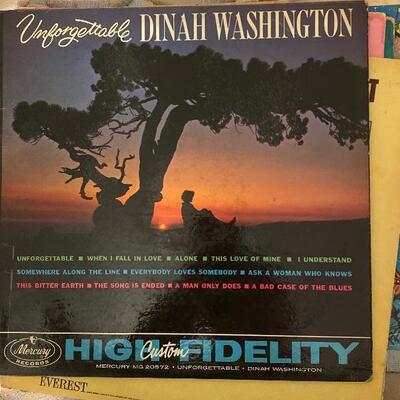 Unforgettable DINAH WASHINGTON
UNFORGETTABLE ■ WHEN I FALL IN LOVE ■ ALONE ■ THIS LOVE OF MINE ■ I UNDERSTAND
SOMEWHERE ALONG THE LINE ■ EVERYBODY LOVES SOMEBODY ■ ASK A WOMAN WHO KNOWS
THIS BITTER EARTH ■ THE SONG IS ENDED ■ A MAN ONLY DOES ■ A BAD CASE OF THE BLUES
Mercury
RECORDS
Custom
HIGH FIDELITY
MERCURY MG 20572 • UNFORGETTABLE • DINAH WASHINGTON
EVEREST